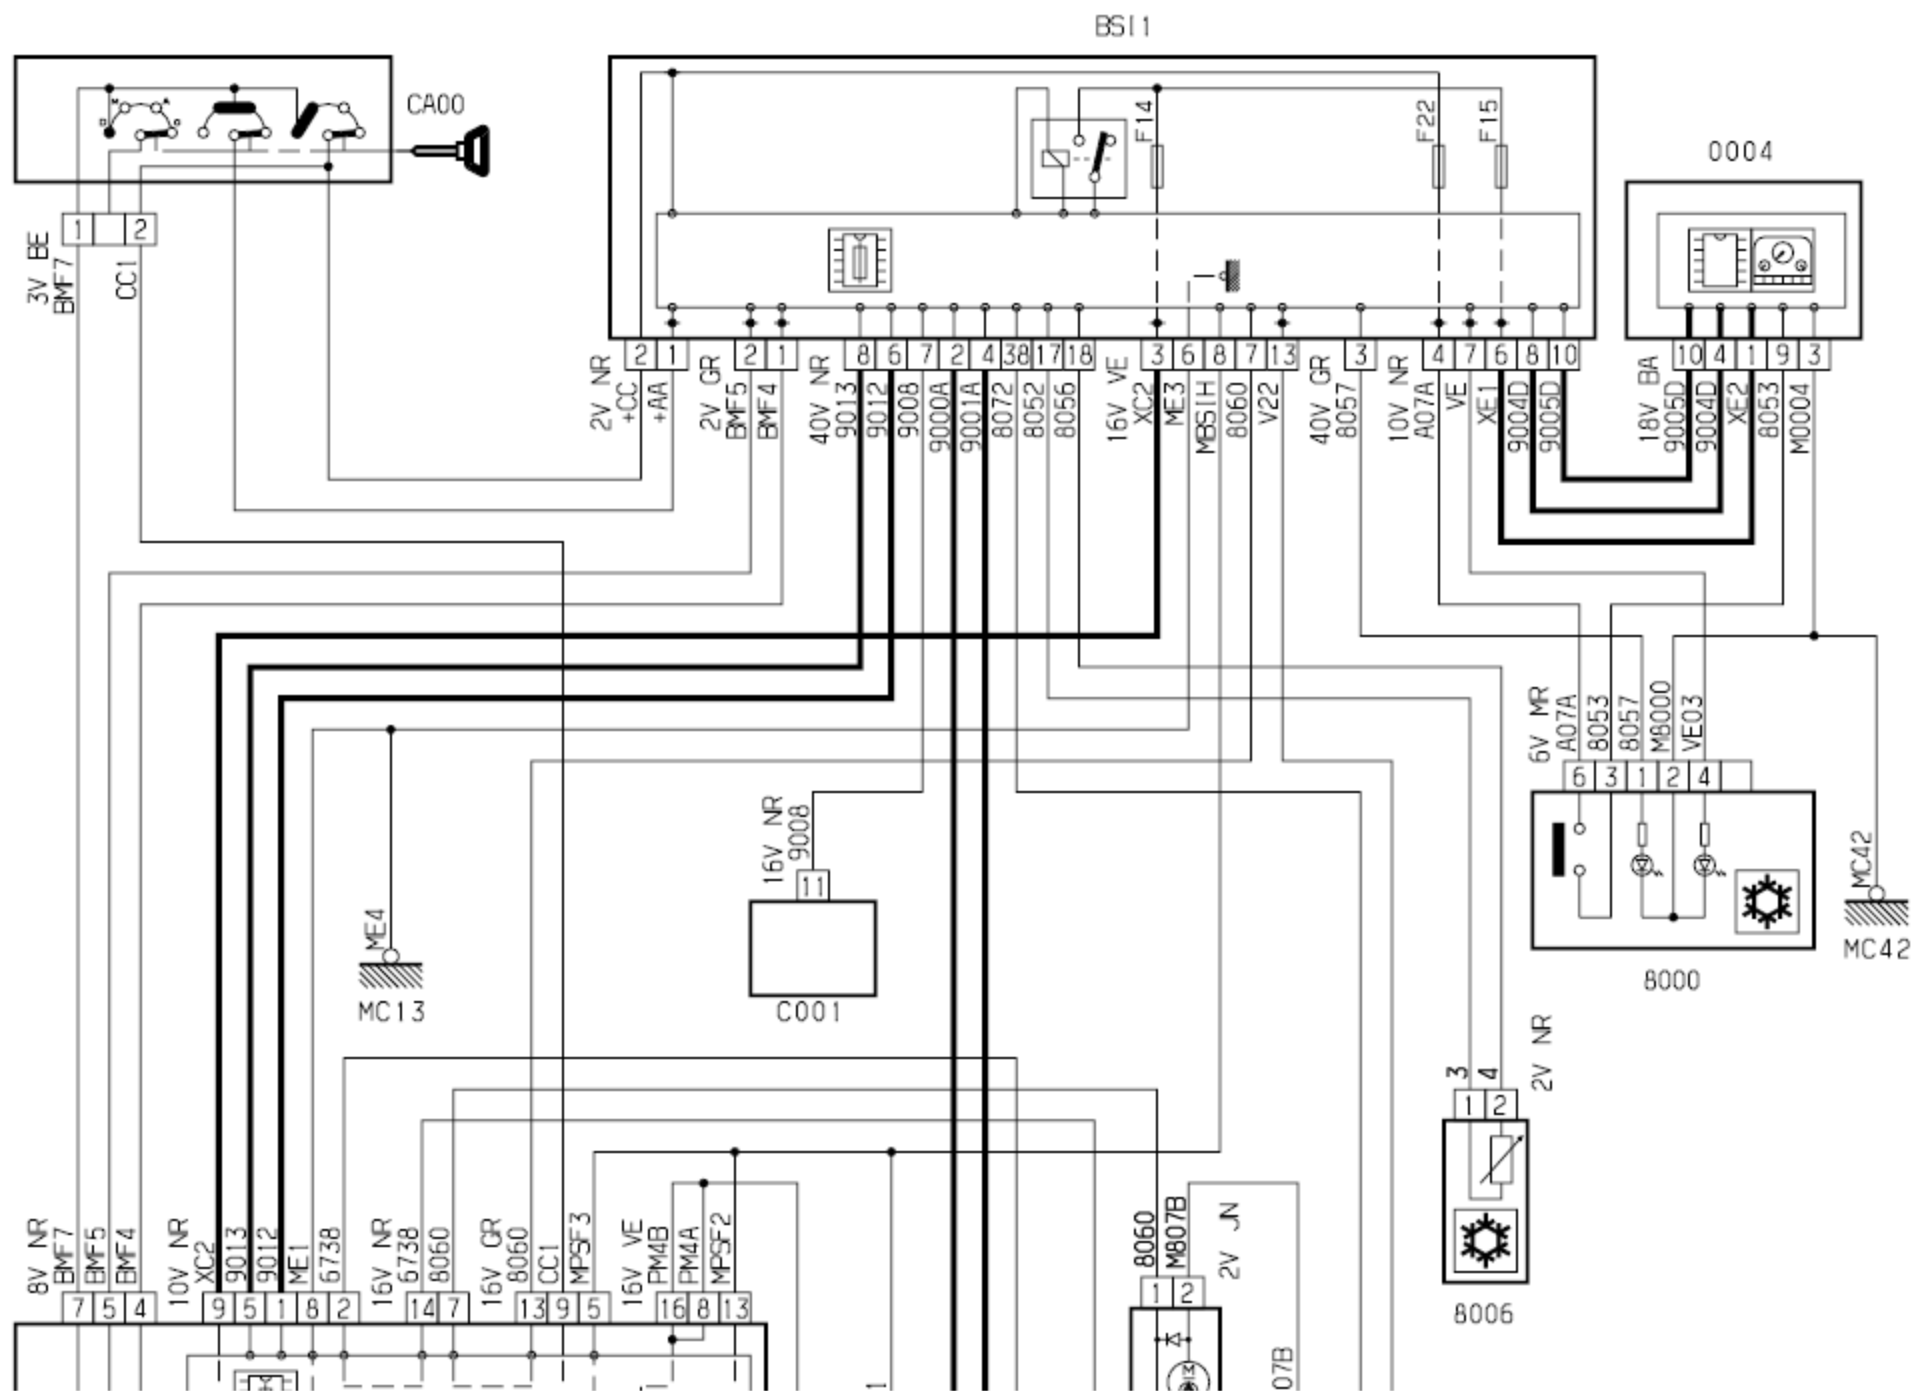 BSI1
CA00
F14
F22
F15
0004
1 2
3V BE
BMF7
CC1
2 1
2V NR
+CC
+AA
2 1
2V GR
BMF5
BMF4
8 6 7 2 4 38 17 18
40V NR
9013
9012
9008
9000A
9001A
8072
8052
8056
3 6 8 7 13
16V VE
XC2
ME3
MBSIH
8060
V22
3
40V GR
8057
4 7 6 8 10
10V NR
A07A
VE
XE1
9004D
9005D
10 4 1 9 3
18V BA
9005D
9004D
XE2
8053
M0004
6V MR
A07A
8053
8057
M8000
VE03
6 3 1 2 4
8000
MC42
MC42
16V NR
9008
11
C001
ME4
MC13
2V NR
3 4
1 2
8006
8V NR
BMF7
BMF5
BMF4
7 5 4
10V NR
XC2
9013
9012
ME1
6738
9 5 1 8 2
16V NR
6738
8060
14 7
16V GR
8060
CC1
MPSF3
13 9 5
16V VE
PM4B
PM4A
MPSF2
16 8 13
8060
M807B
2V JN
1 2
M
07B
1